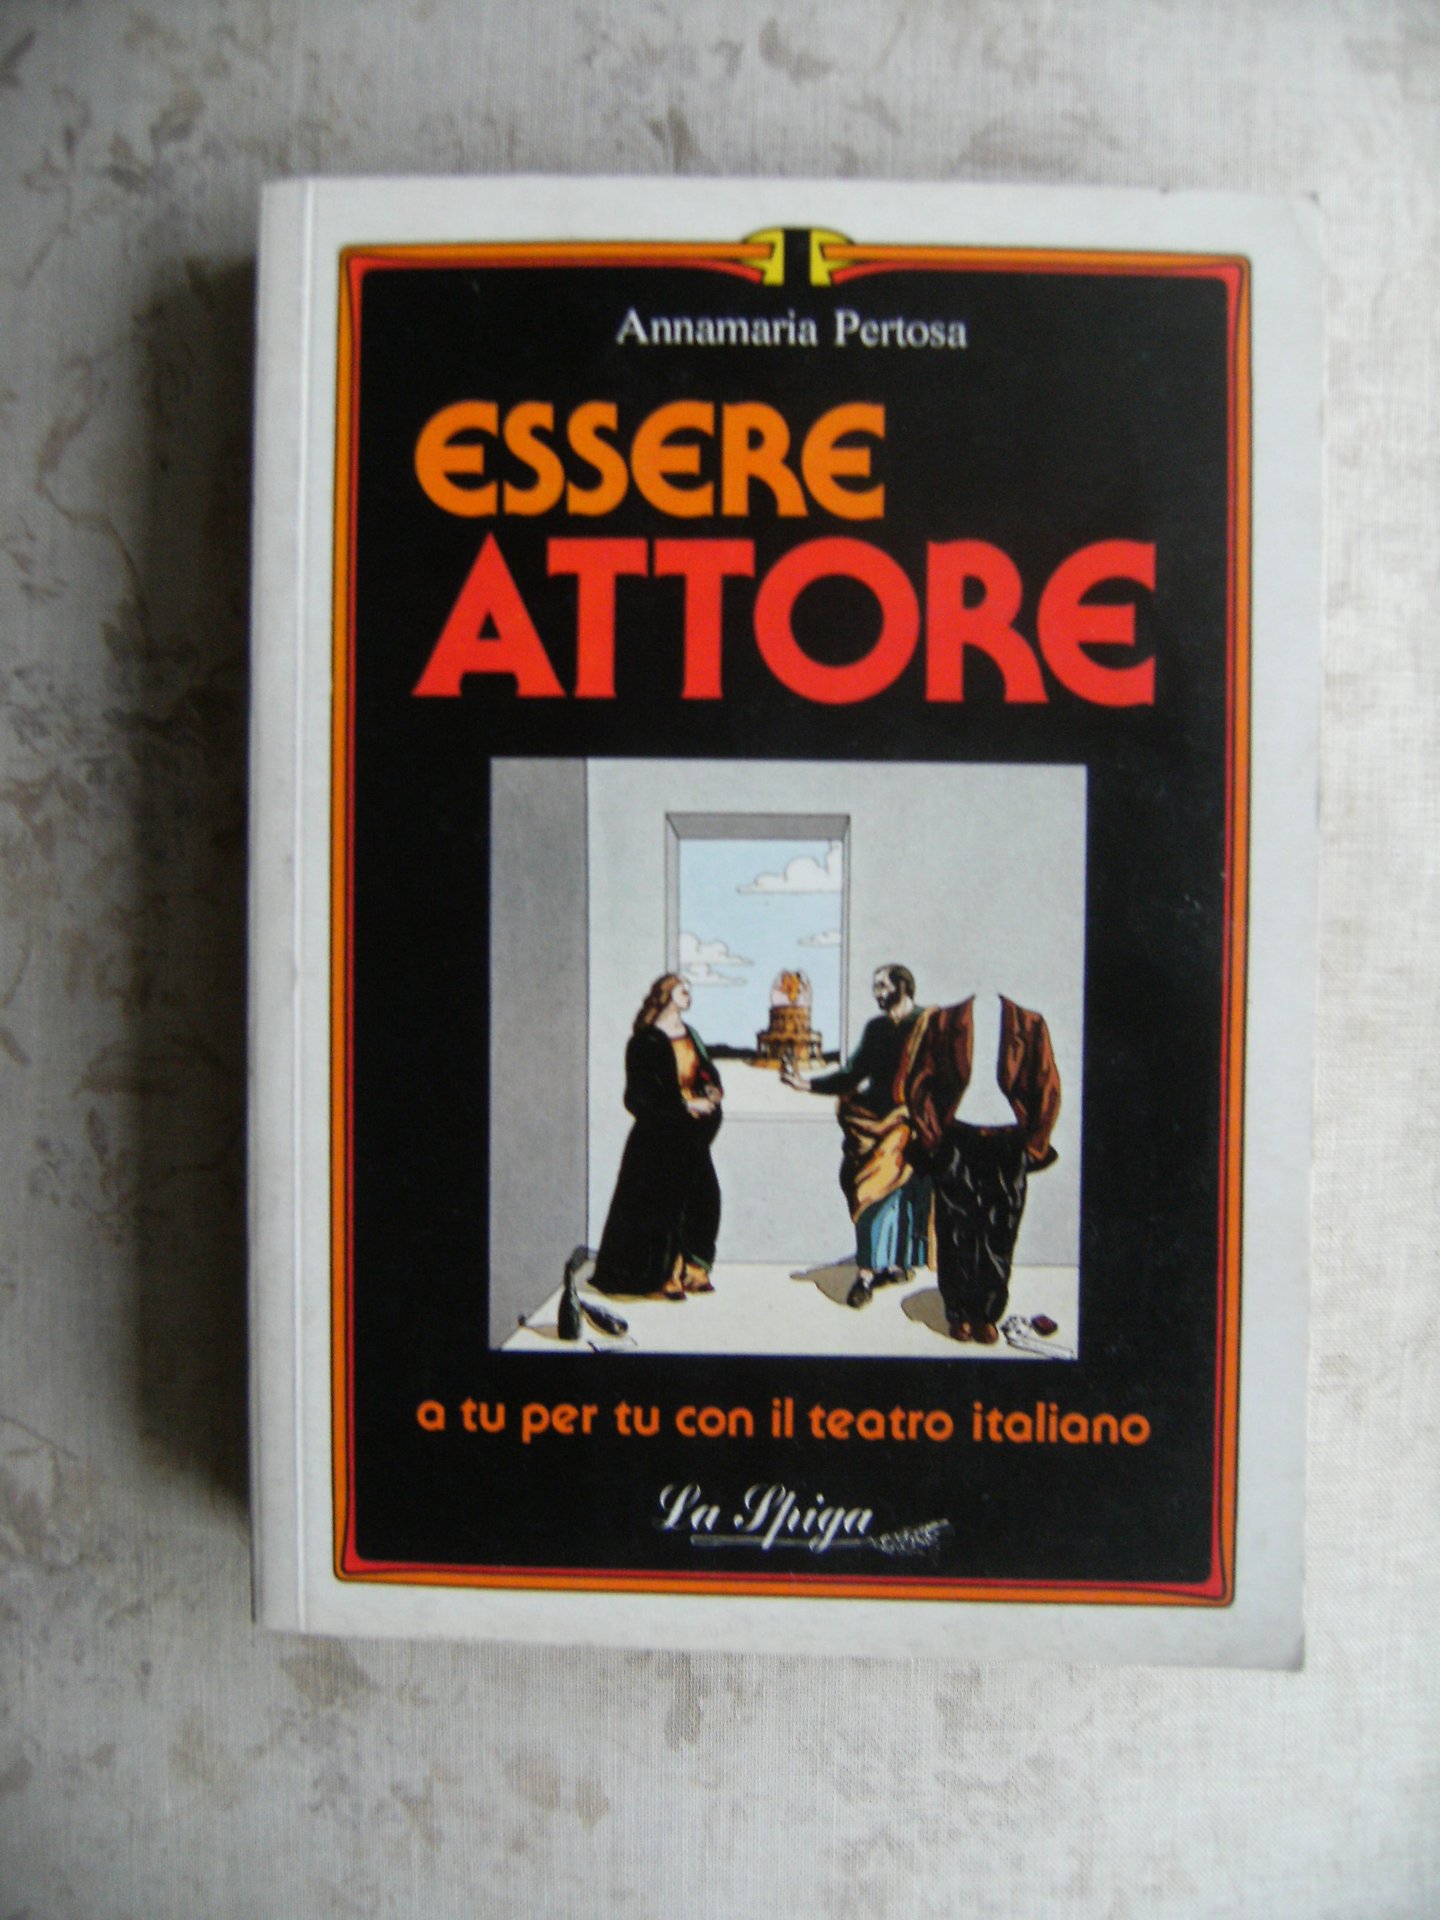 Annamaria Pertosa
ESSERE
ATTORE
a tu per tu con il teatro italiano
La Spiga